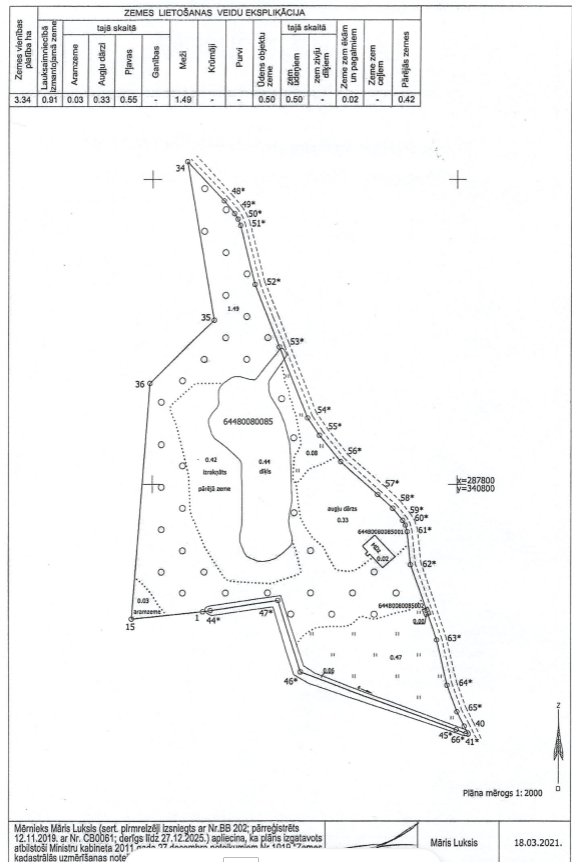 ZEMES LIETOŠANAS VEIDU EKSPLIKĀCIJA
Zemes vienības platība ha
Lauksaimniecībā izmantojamā zeme
tajā skaitā
Aramzeme
Augļu dārzi
Pļavas
Ganības
Meži
Krūmāji
Purvi
Ūdens objektu zeme
tajā skaitā
zem ūdeņiem
zem zivju dīķiem
Zeme zem ēkām un pagalmiem
Zeme zem ceļiem
Pārējās zemes
3.34 0.91 0.03 0.33 0.55 - 1.49 - - 0.50 0.50 - 0.02 - 0.42
34
48*
49*
50*
51*
52*
1.49
35
53*
36
54*
64480080085
55*
0.08
56*
0.42
izrakņāts
pārējā zeme
0.44
dīķis
57*
x=287800
y=340800
58*
augļu dārzs
0.33
59*
60*
64480080085001
61*
0.02
62*
0.03
aramzeme
64480080085002
0.00
15
1
44*
47*
63*
0.47
46*
0.06
64*
65*
40
45*
66*
41*
Z
D
Plāna mērogs 1: 2000
Mērnieks Māris Luksis (sert. pirmreizēji izsniegts ar Nr.BB 202; pārreģistrēts
12.11.2019. ar Nr. CB0061; derīgs līdz 27.12.2025.) apliecina, ka plāns izgatavots
atbilstoši Ministru kabineta 2011. gada 27.decembra noteikumiem Nr.1019 "Zemes
kadastrālās uzmērīšanas
Māris Luksis
18.03.2021.